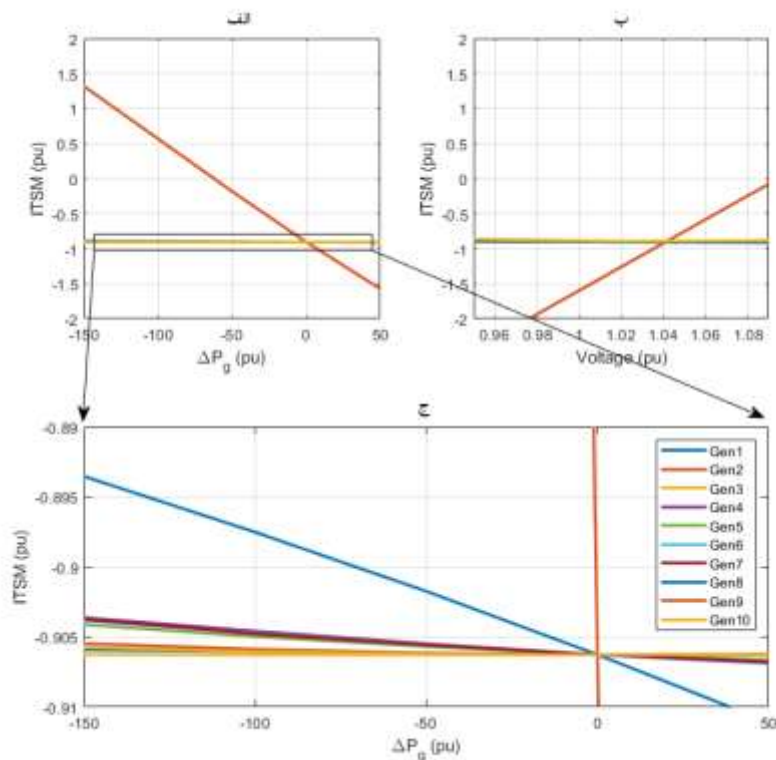 الف
ب
2
1.5
1
0.5
0
-0.5
-1
-1.5
-2
ITSM (pu)
-150
-100
-50
0
50
ΔPg (pu)
2
1.5
1
0.5
0
-0.5
-1
-1.5
-2
ITSM (pu)
0.96
0.98
1
1.02
1.04
1.06
1.08
Voltage (pu)
ج
-0.89
-0.895
-0.9
-0.905
-0.91
ITSM (pu)
-150
-100
-50
0
50
ΔPg (pu)
Gen1
Gen2
Gen3
Gen4
Gen5
Gen6
Gen7
Gen8
Gen9
Gen10